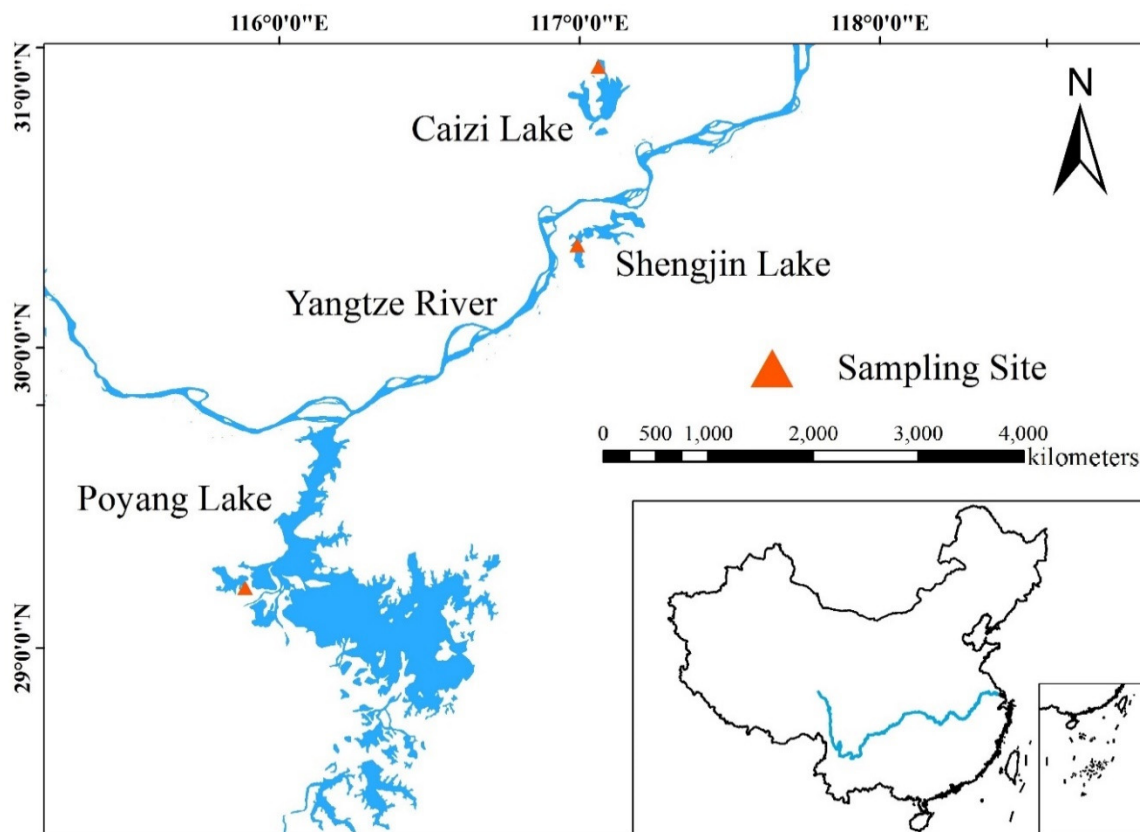 116°0'0"E
117°0'0"E
118°0'0"E
31°0'0"N
N
Caizi Lake
Shengjin Lake
Yangtze River
30°0'0"N
Sampling Site
0 500 1,000 2,000 3,000 4,000
kilometers
Poyang Lake
29°0'0"N